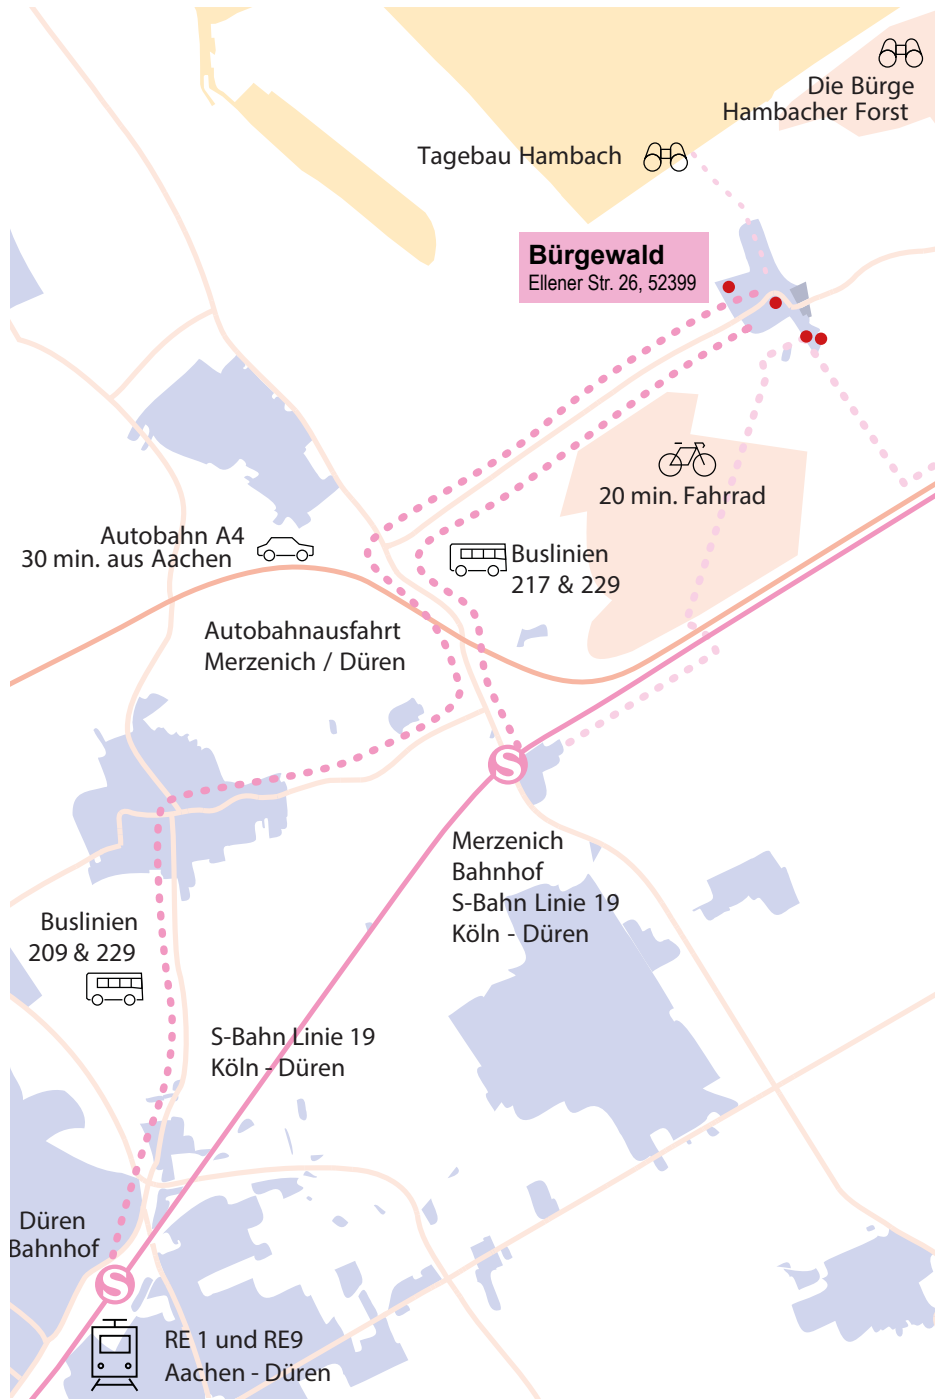 Die Bürge
Hambacher Forst
Tagebau Hambach
Bürgewald
Ellener Str. 26, 52399
20 min. Fahrrad
Autobahn A4
30 min. aus Aachen
Buslinien
217 & 229
Autobahnausfahrt
Merzenich / Düren
S
Merzenich
Bahnhof
S-Bahn Linie 19
Köln - Düren
Buslinien
209 & 229
S-Bahn Linie 19
Köln - Düren
Düren
Bahnhof
S
RE 1 und RE9
Aachen - Düren